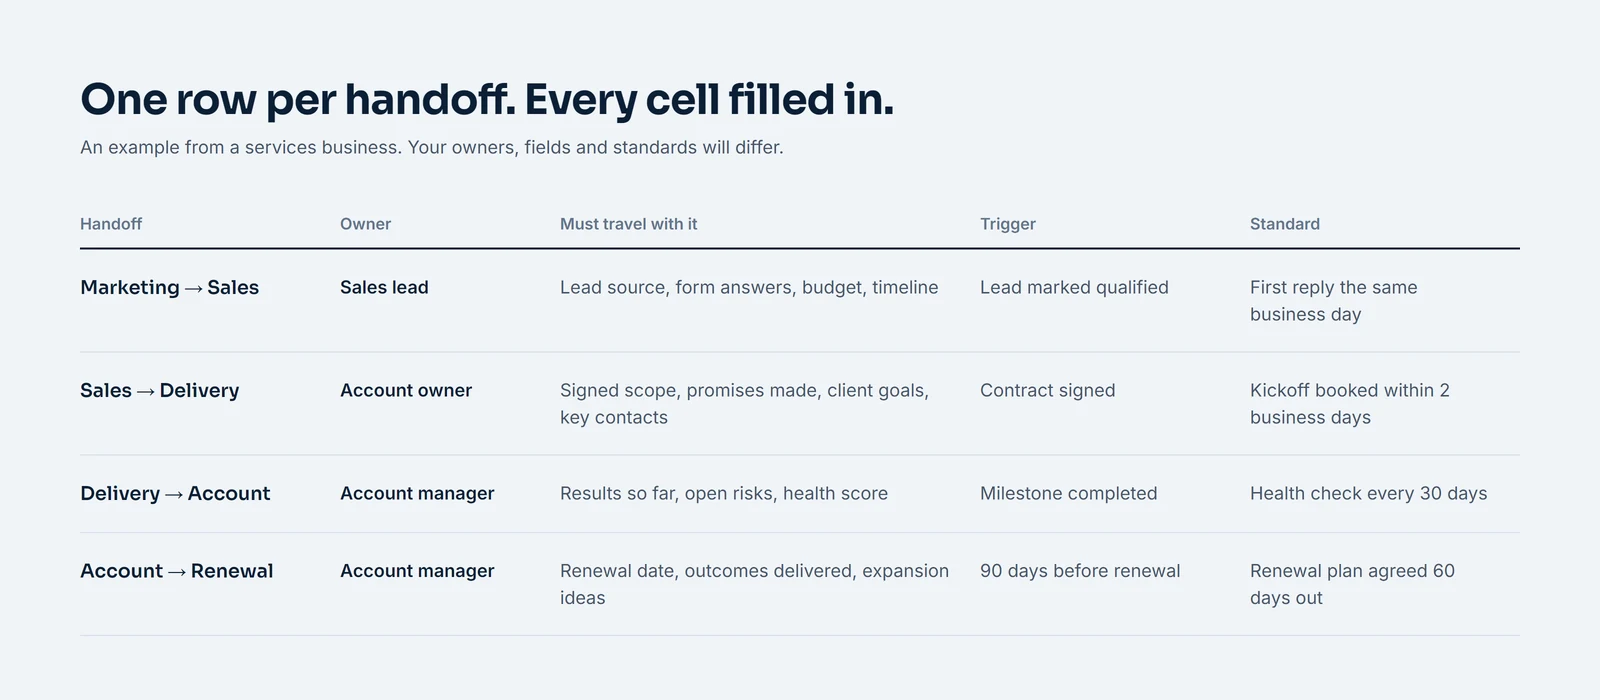 One row per handoff. Every cell filled in.
An example from a services business. Your owners, fields and standards will differ.
Handoff Owner Must travel with it Trigger Standard
Marketing → Sales Sales lead Lead source, form answers, budget, timeline Lead marked qualified First reply the same
business day
Sales → Delivery Account owner Signed scope, promises made, client goals, Contract signed Kickoff booked within 2
key contacts business days
Delivery → Account Account manager Results so far, open risks, health score Milestone completed Health check every 30 days
Account → Renewal Account manager Renewal date, outcomes delivered, expansion 90 days before renewal Renewal plan agreed 60
ideas days out